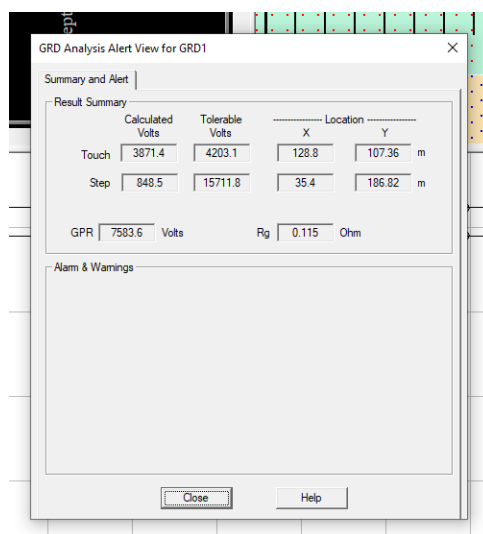 ept
GRD Analysis Alert View for GRD1
Summary and Alert
Result Summary
Calculated Volts Tolerable Volts ---------------- Location ----------------
X Y
Touch 3871.4 4203.1 128.8 107.36 m
Step 848.5 15711.8 35.4 186.82 m
GPR 7583.6 Volts Rg 0.115 Ohm
Alarm & Warnings
Close Help